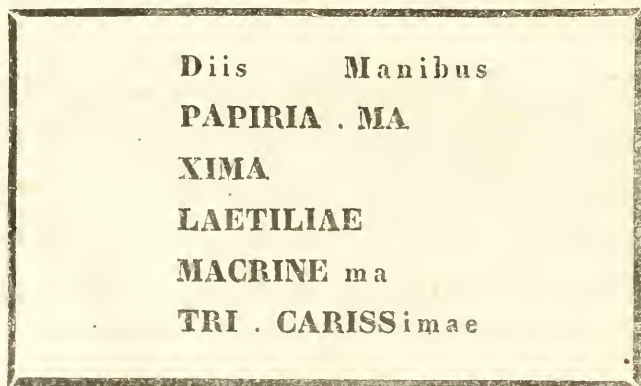 Diis Manibus
PAPIRIA . MA
XIMA
LAETILIAE
MACRINE ma
TRI . CARISSimae